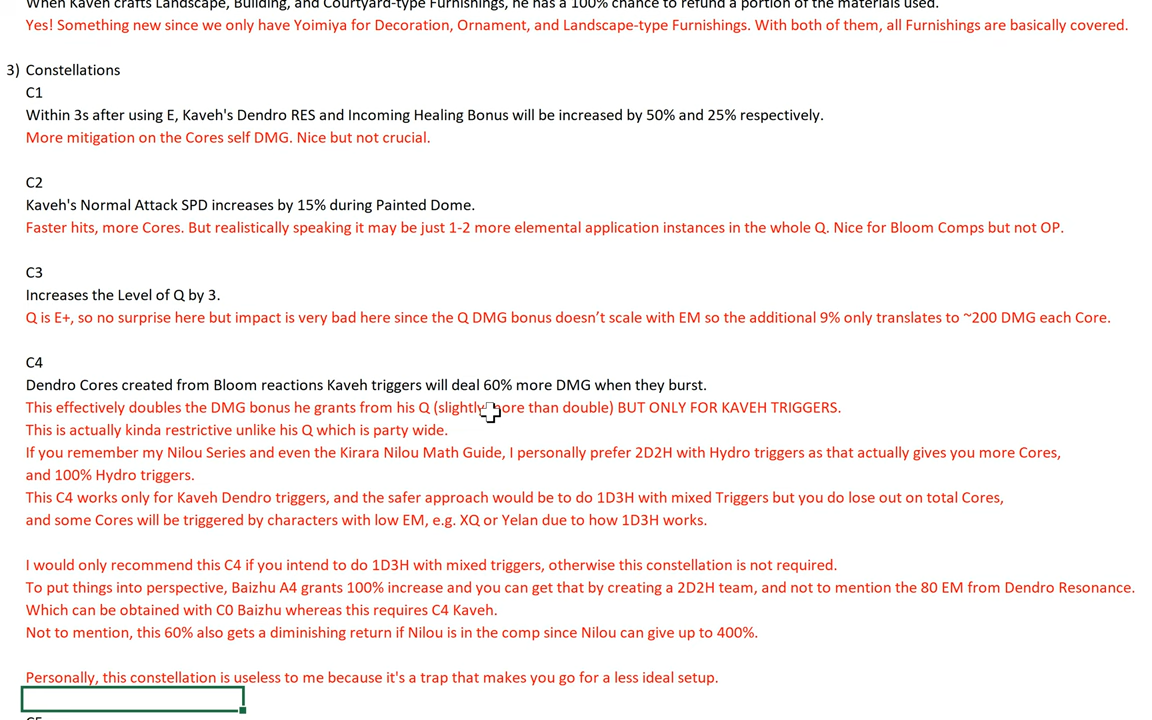 When Kaveh crafts Landscape, Building, and Courtyard-type Furnishings, he has a 100% chance to refund a portion of the materials used.
Yes! Something new since we only have Yoimiya for Decoration, Ornament, and Landscape-type Furnishings. With both of them, all Furnishings are basically covered.
3) Constellations
C1
Within 3s after using E, Kaveh's Dendro RES and Incoming Healing Bonus will be increased by 50% and 25% respectively.
More mitigation on the Cores self DMG. Nice but not crucial.
C2
Kaveh's Normal Attack SPD increases by 15% during Painted Dome.
Faster hits, more Cores. But realistically speaking it may be just 1-2 more elemental application instances in the whole Q. Nice for Bloom Comps but not OP.
C3
Increases the Level of Q by 3.
Q is E+, so no surprise here but impact is very bad here since the Q DMG bonus doesn’t scale with EM so the additional 9% only translates to ~200 DMG each Core.
C4
Dendro Cores created from Bloom reactions Kaveh triggers will deal 60% more DMG when they burst.
This effectively doubles the DMG bonus he grants from his Q (slightly more than double) BUT ONLY FOR KAVEH TRIGGERS.
This is actually kinda restrictive unlike his Q which is party wide.
If you remember my Nilou Series and even the Kirara Nilou Math Guide, I personally prefer 2D2H with Hydro triggers as that actually gives you more Cores,
and 100% Hydro triggers.
This C4 works only for Kaveh Dendro triggers, and the safer approach would be to do 1D3H with mixed Triggers but you do lose out on total Cores,
and some Cores will be triggered by characters with low EM, e.g. XQ or Yelan due to how 1D3H works.
I would only recommend this C4 if you intend to do 1D3H with mixed triggers, otherwise this constellation is not required.
To put things into perspective, Baizhu A4 grants 100% increase and you can get that by creating a 2D2H team, and not to mention the 80 EM from Dendro Resonance.
Which can be obtained with C0 Baizhu whereas this requires C4 Kaveh.
Not to mention, this 60% also gets a diminishing return if Nilou is in the comp since Nilou can give up to 400%.
Personally, this constellation is useless to me because it's a trap that makes you go for a less ideal setup.
C5